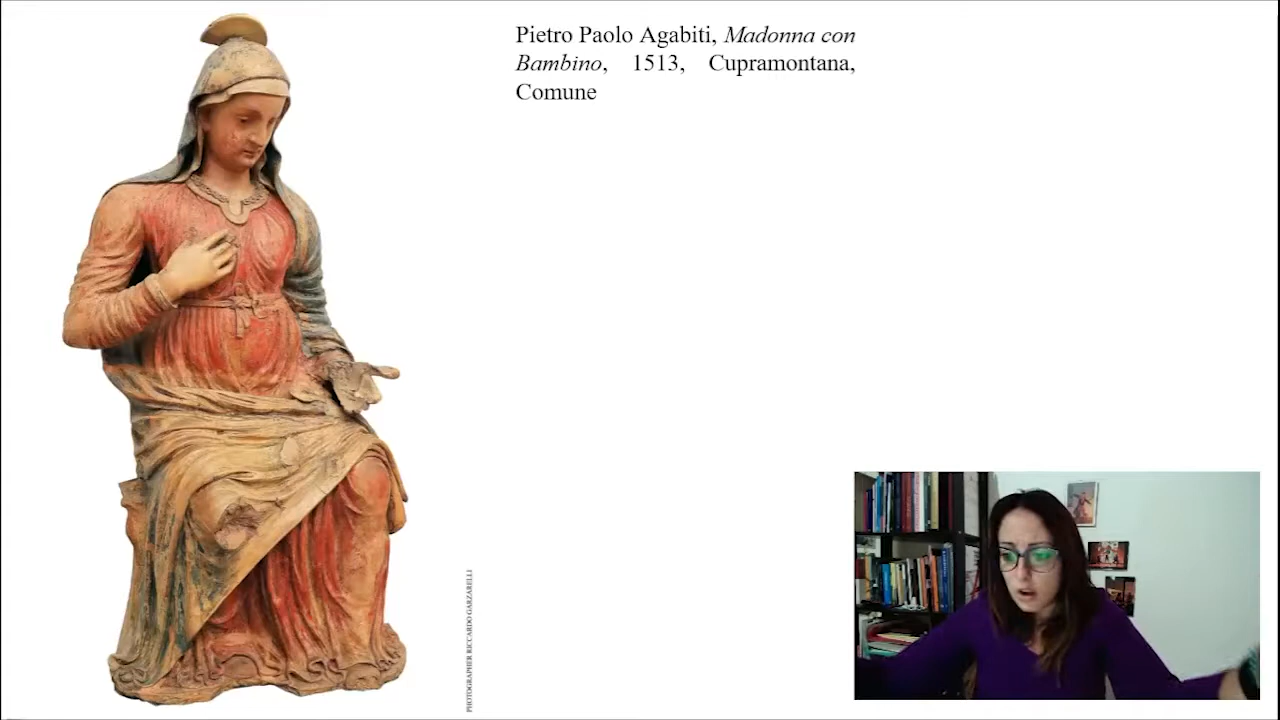 Pietro Paolo Agabiti, Madonna con
Bambino, 1513, Cupramontana,
Comune
PHOTOGRAPHER RICCARDO GARZARELLI